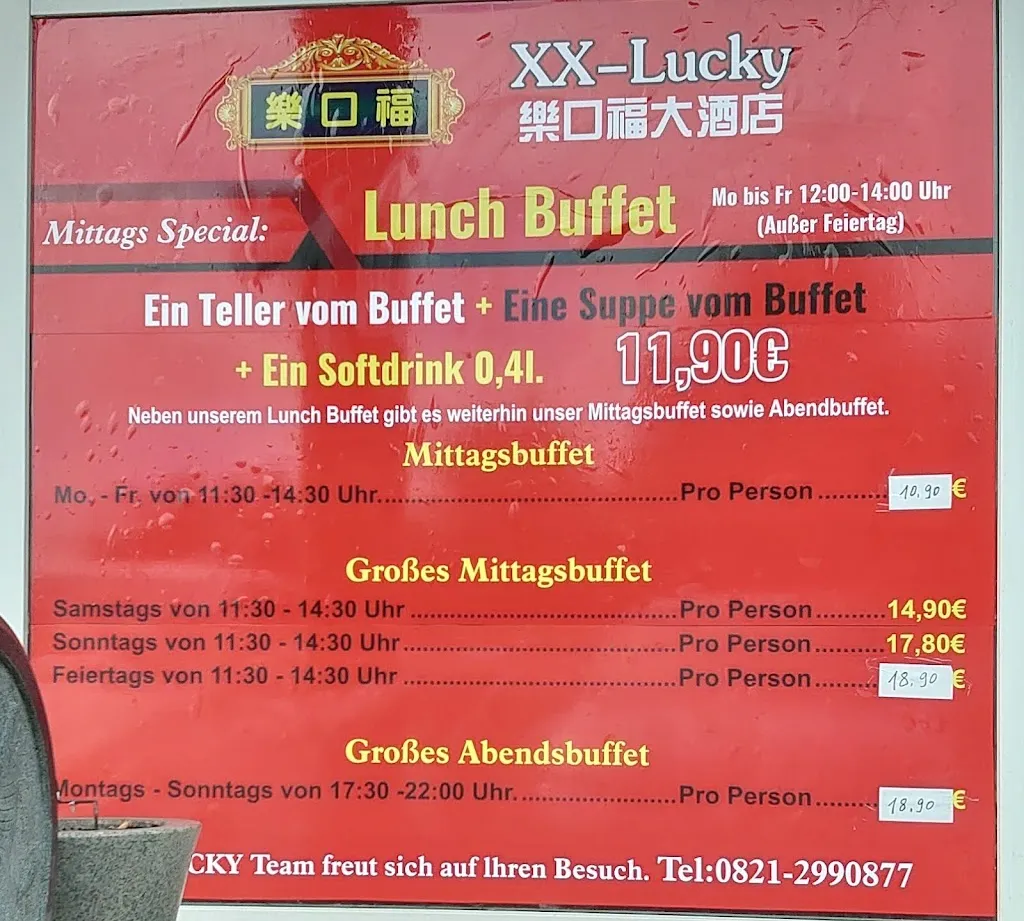 樂口福
XX-Lucky
樂口福大酒店
Mittags Special:
Lunch Buffet
Mo bis Fr 12:00-14:00 Uhr
(Außer Feiertag)
Ein Teller vom Buffet + Eine Suppe vom Buffet
+ Ein Softdrink 0,4l. 11,90€
Neben unserem Lunch Buffet gibt es weiterhin unser Mittagsbuffet sowie Abendbuffet.
Mittagsbuffet
Mo. - Fr. von 11:30 -14:30 Uhr.......Pro Person..........10.90 €
Großes Mittagsbuffet
Samstags von 11:30 - 14:30 Uhr.......Pro Person..........14,90€
Sonntags von 11:30 - 14:30 Uhr.......Pro Person..........17,80€
Feiertags von 11:30 - 14:30 Uhr.......Pro Person.........18.90 €
Großes Abendsbuffet
Montags - Sonntags von 17:30 -22:00 Uhr.......Pro Person.........18.90 €
CKY Team freut sich auf Ihren Besuch. Tel:0821-2990877